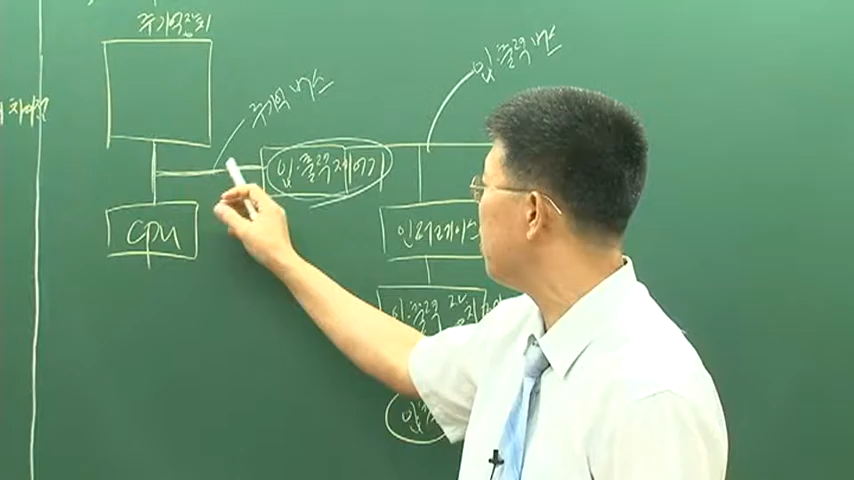 주기억장치
입·출력 버스
주기억 버스
입·출력제어기
CPU
인터페이스
입·출력 장치